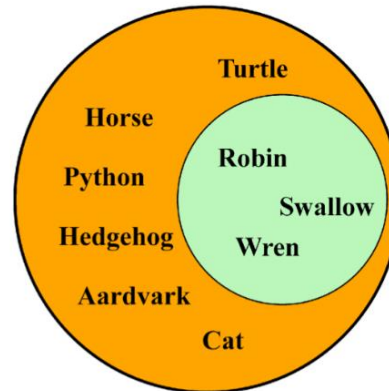 Turtle
Horse
Robin
Python
Swallow
Hedgehog
Wren
Aardvark
Cat